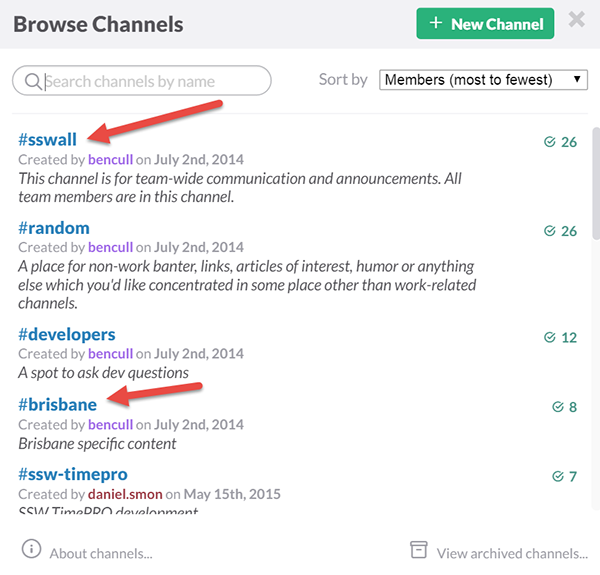 Browse Channels
+ New Channel
Search channels by name
Sort by Members (most to fewest)
#sswall
26
Created by bencull on July 2nd, 2014
This channel is for team-wide communication and announcements. All
team members are in this channel.
#random
26
Created by bencull on July 2nd, 2014
A place for non-work banter, links, articles of interest, humor or anything
else which you'd like concentrated in some place other than work-related
channels.
#developers
12
Created by bencull on July 2nd, 2014
A spot to ask dev questions
#brisbane
8
Created by bencull on July 2nd, 2014
Brisbane specific content
#ssw-timepro
7
Created by daniel.smon on May 15th, 2015
SSW TimePRO development
About channels...
View archived channels...